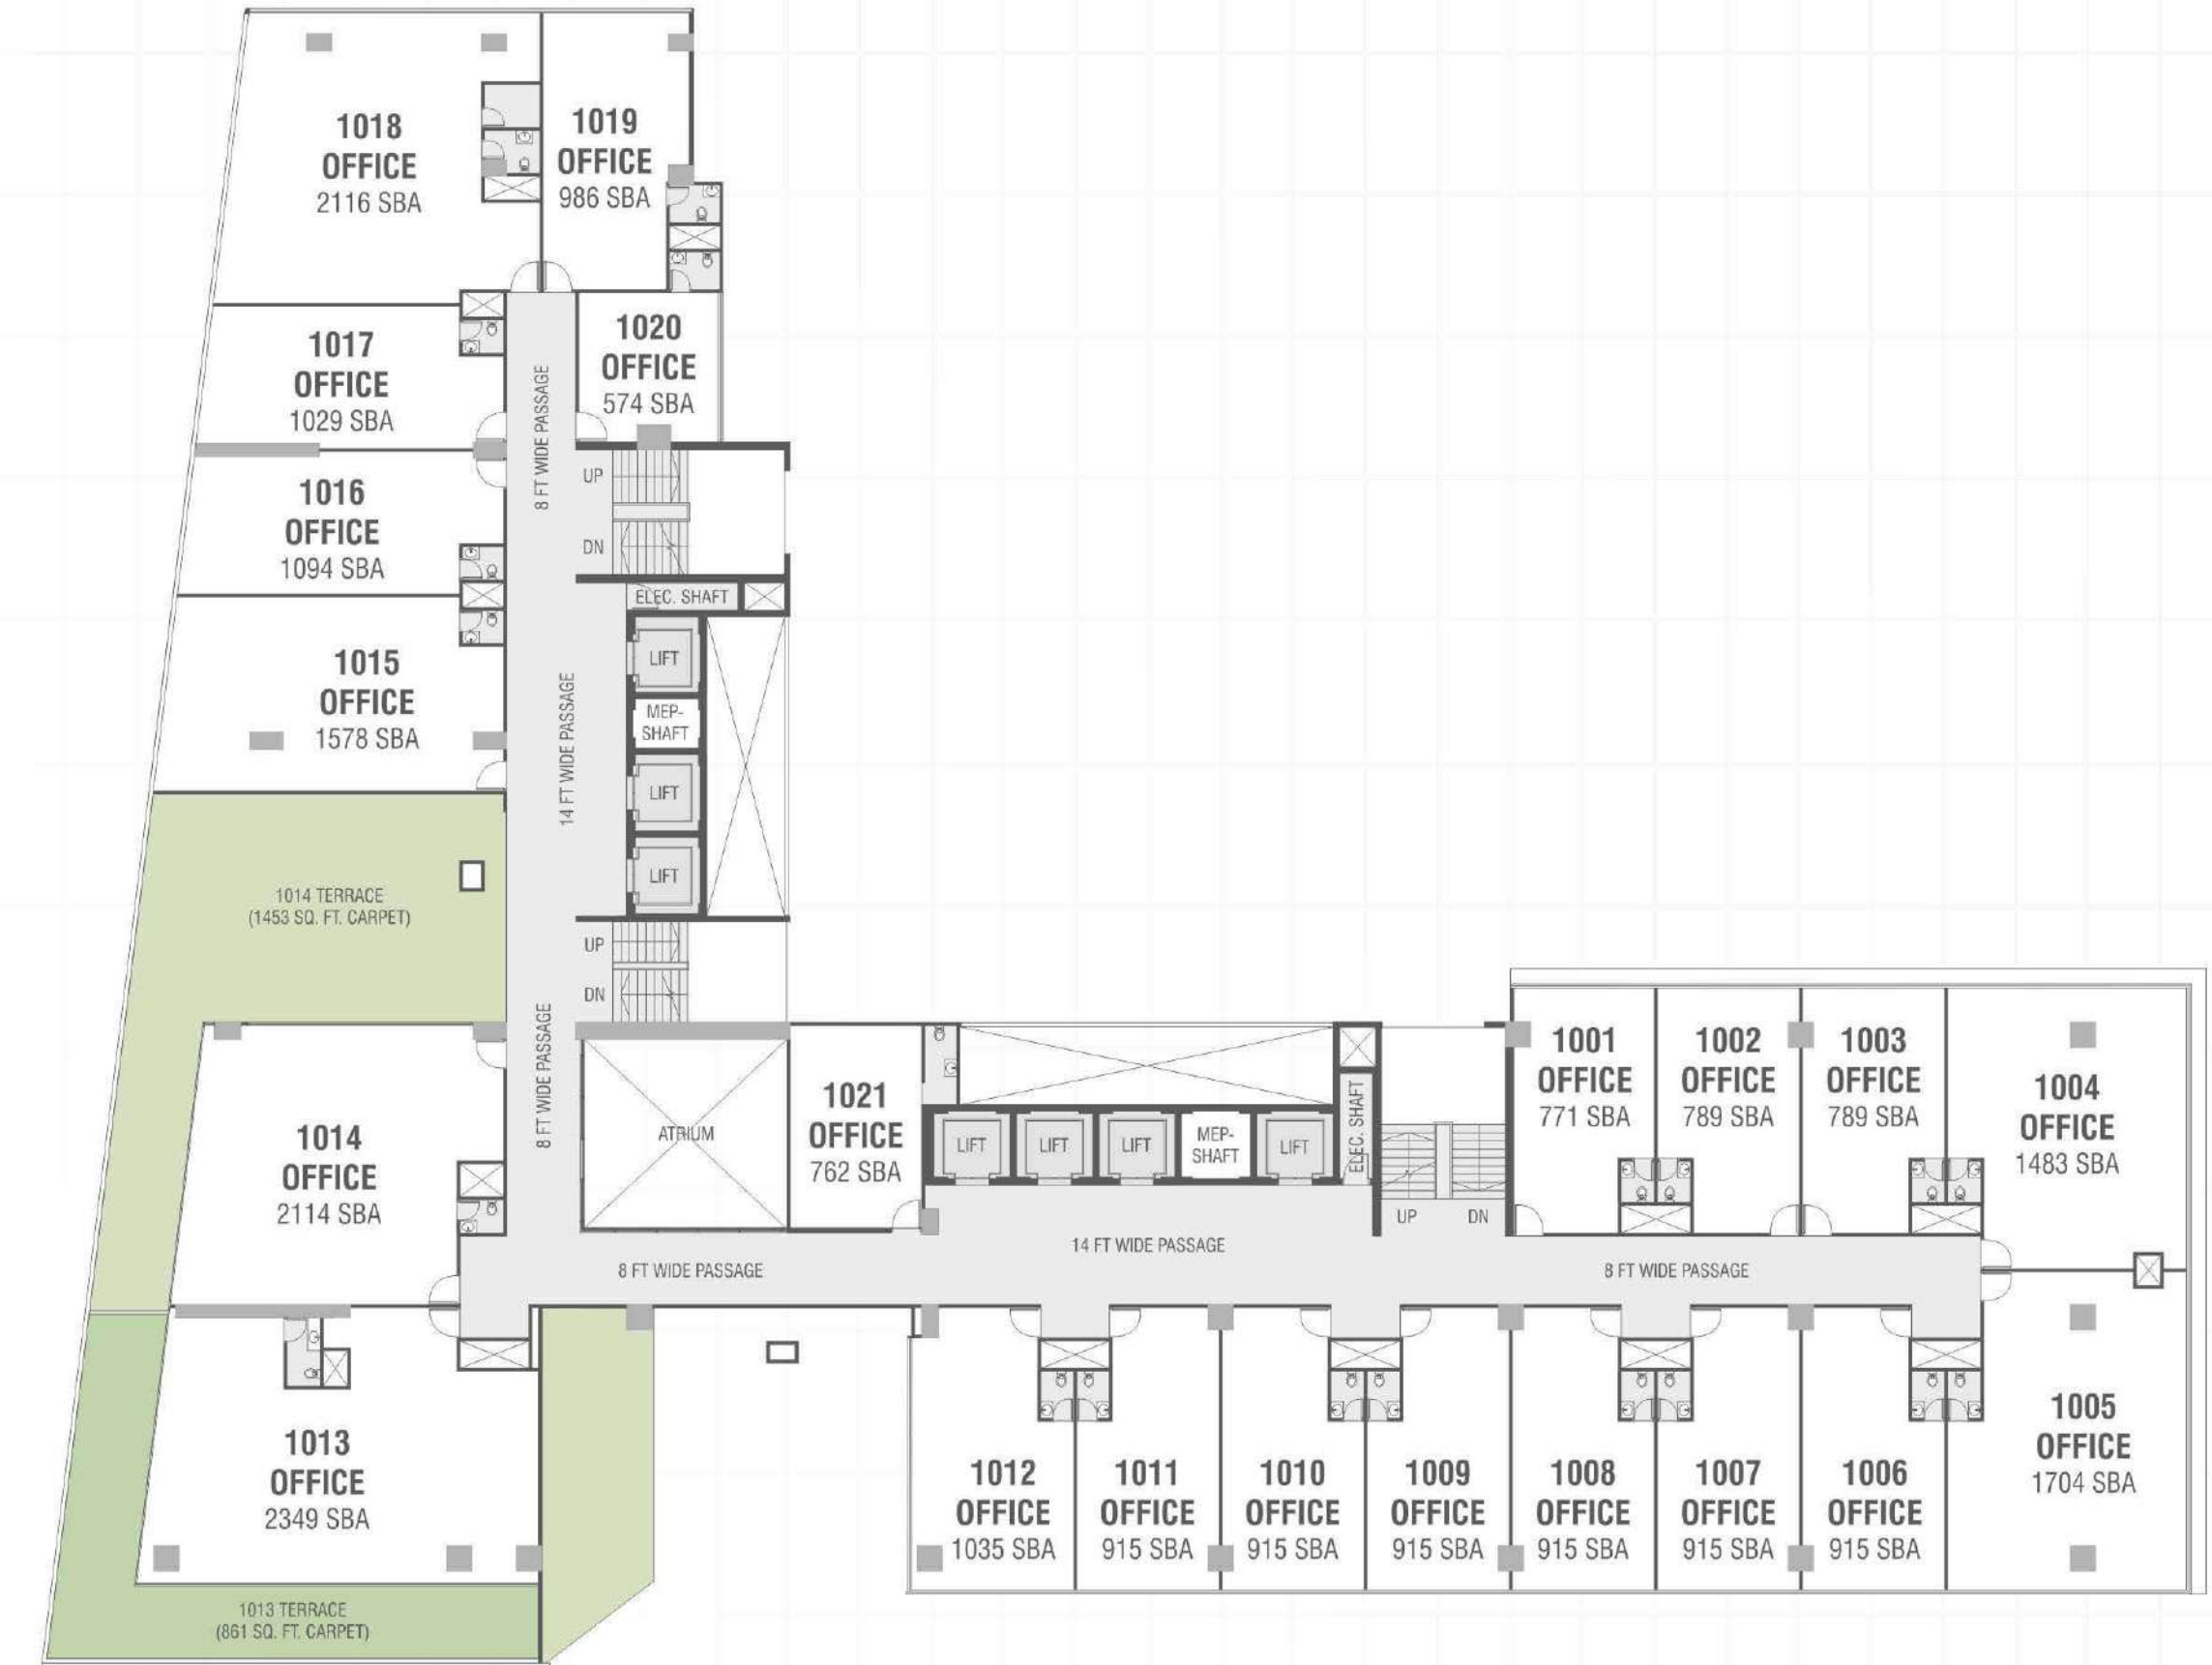 1018
OFFICE
2116 SBA
1019
OFFICE
986 SBA
1017
OFFICE
1029 SBA
1020
OFFICE
574 SBA
8 FT WIDE PASSAGE
1016
OFFICE
1094 SBA
UP
DN
ELEC. SHAFT
1015
OFFICE
1578 SBA
14 FT WIDE PASSAGE
LIFT
MEP-
SHAFT
LIFT
LIFT
1014 TERRACE
(1453 SQ. FT. CARPET)
UP
DN
8 FT WIDE PASSAGE
1014
OFFICE
2114 SBA
ATRIUM
1021
OFFICE
762 SBA
LIFT
LIFT
LIFT
MEP-
SHAFT
LIFT
ELEC. SHAFT
UP
DN
1001
OFFICE
771 SBA
1002
OFFICE
789 SBA
1003
OFFICE
789 SBA
1004
OFFICE
1483 SBA
8 FT WIDE PASSAGE
14 FT WIDE PASSAGE
8 FT WIDE PASSAGE
1013
OFFICE
2349 SBA
1013 TERRACE
(861 SQ. FT. CARPET)
1012
OFFICE
1035 SBA
1011
OFFICE
915 SBA
1010
OFFICE
915 SBA
1009
OFFICE
915 SBA
1008
OFFICE
915 SBA
1007
OFFICE
915 SBA
1006
OFFICE
915 SBA
1005
OFFICE
1704 SBA